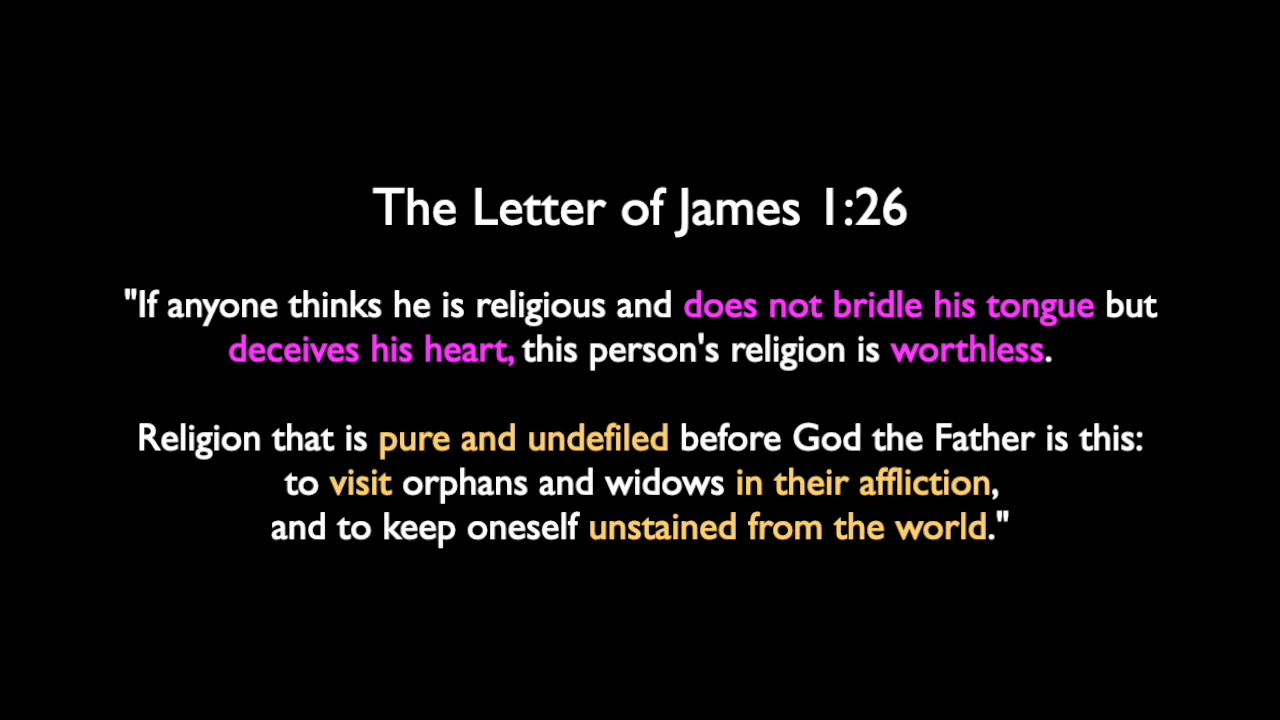 The Letter of James 1:26
"If anyone thinks he is religious and does not bridle his tongue but
deceives his heart, this person's religion is worthless.
Religion that is pure and undefiled before God the Father is this:
to visit orphans and widows in their affliction,
and to keep oneself unstained from the world."